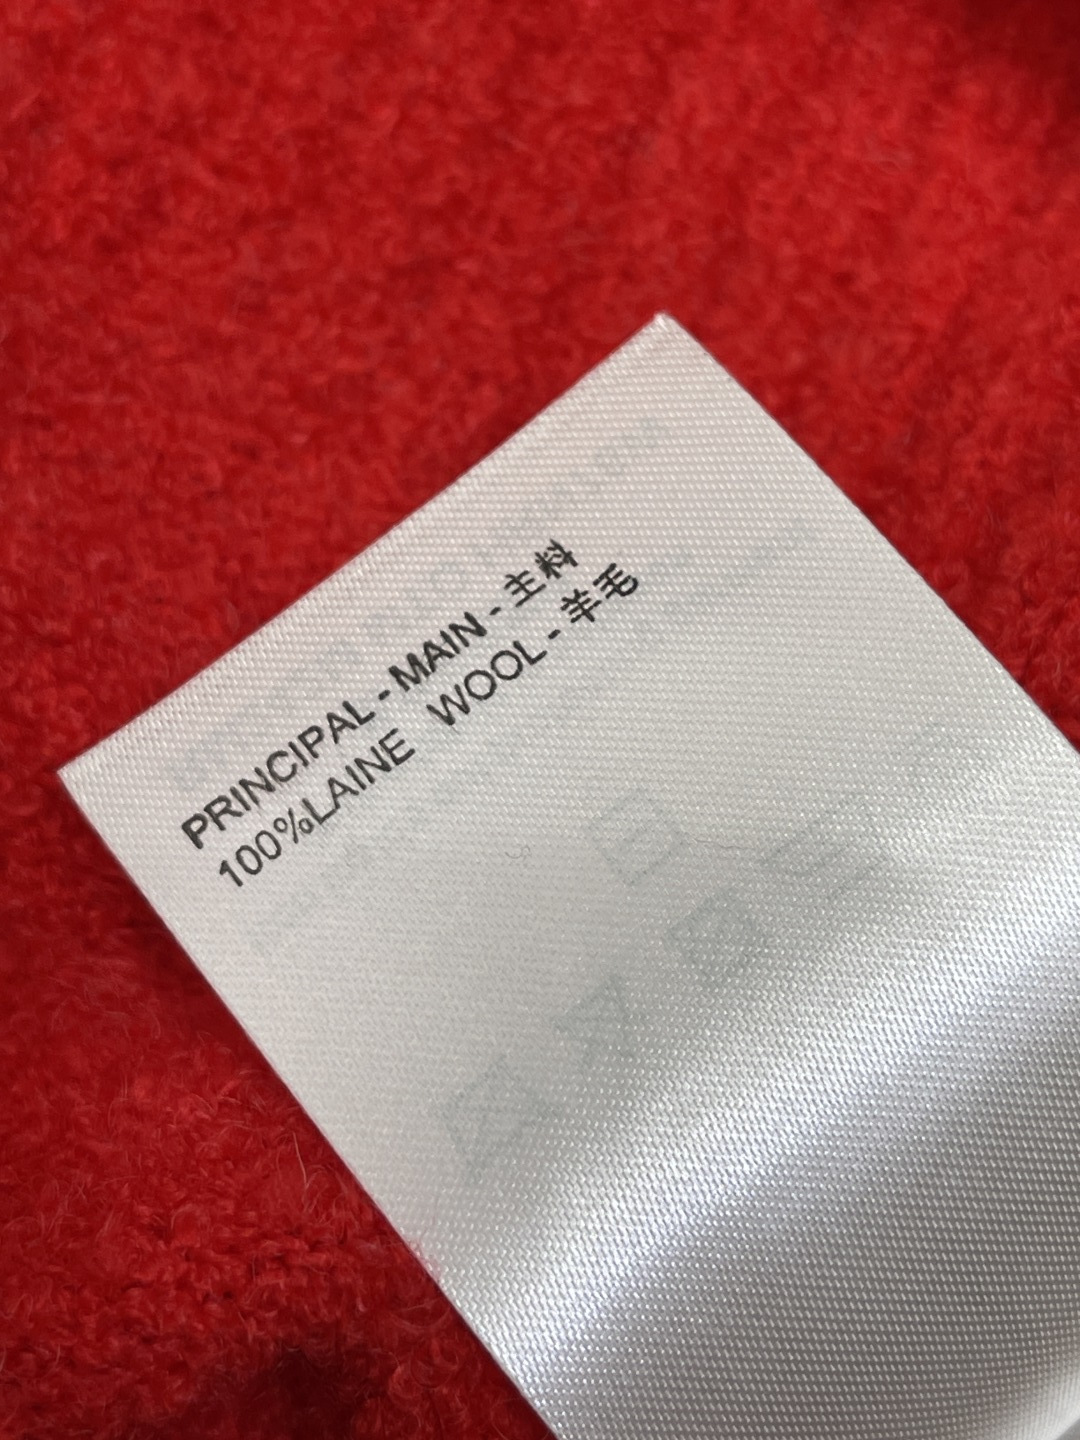 PRINCIPAL - MAIN - 主料
100%LAINE WOOL - 羊毛